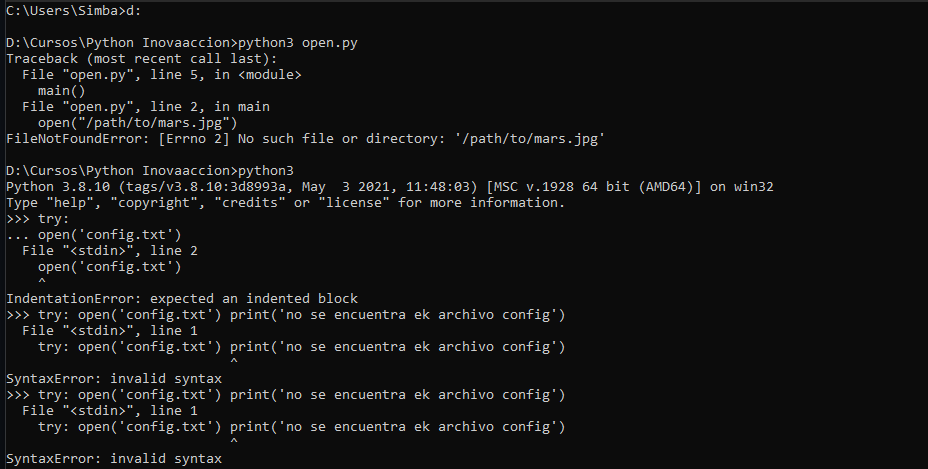 C:\Users\Simba>d:
D:\Cursos\Python Inovaaccion>python3 open.py
Traceback (most recent call last):
  File "open.py", line 5, in <module>
    main()
  File "open.py", line 2, in main
    open("/path/to/mars.jpg")
FileNotFoundError: [Errno 2] No such file or directory: '/path/to/mars.jpg'
D:\Cursos\Python Inovaaccion>python3
Python 3.8.10 (tags/v3.8.10:3d8993a, May  3 2021, 11:48:03) [MSC v.1928 64 bit (AMD64)] on win32
Type "help", "copyright", "credits" or "license" for more information.
>>> try:
... open('config.txt')
  File "<stdin>", line 2
    open('config.txt')
    ^
IndentationError: expected an indented block
>>> try: open('config.txt') print('no se encuentra ek archivo config')
  File "<stdin>", line 1
    try: open('config.txt') print('no se encuentra ek archivo config')
                            ^
SyntaxError: invalid syntax
>>> try: open('config.txt') print('no se encuentra ek archivo config')
  File "<stdin>", line 1
    try: open('config.txt') print('no se encuentra ek archivo config')
                            ^
SyntaxError: invalid syntax